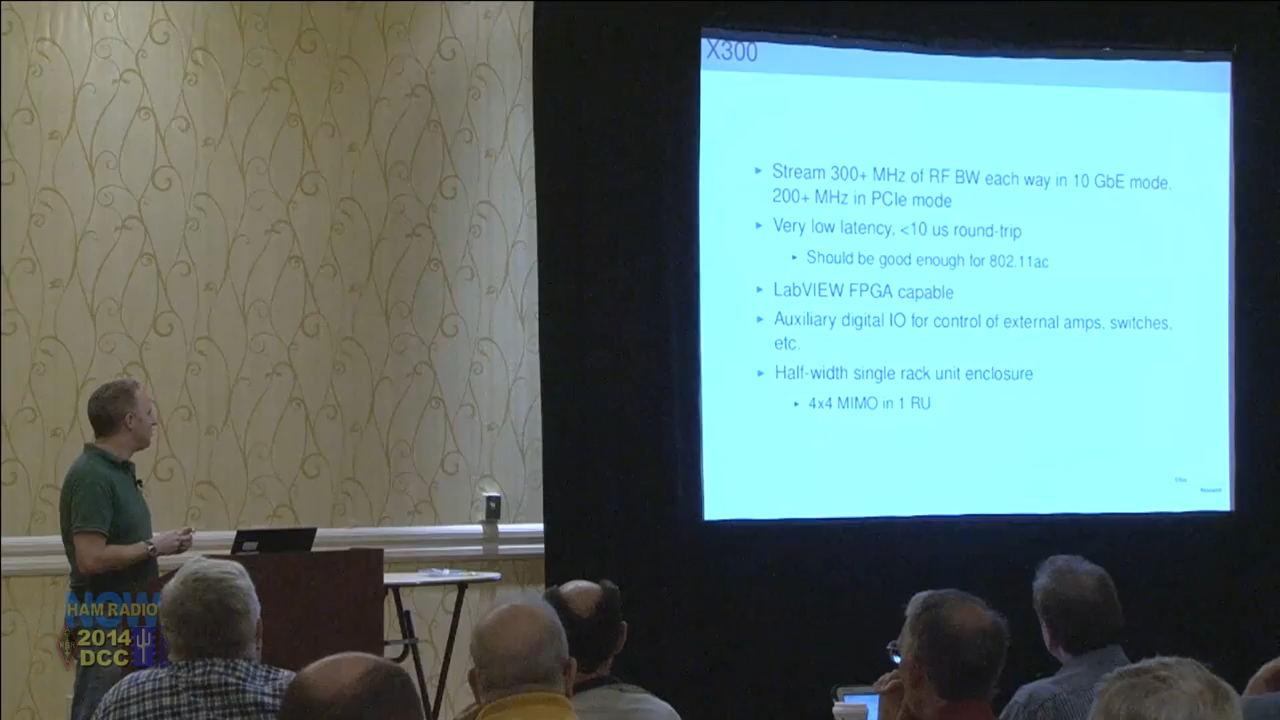 X300
▸ Stream 300+ MHz of RF BW each way in 10 GbE mode,
200+ MHz in PCIe mode
▸ Very low latency, <10 us round-trip
▸ Should be good enough for 802.11ac
▸ LabVIEW FPGA capable
▸ Auxiliary digital IO for control of external amps, switches,
etc.
▸ Half-width single rack unit enclosure
▸ 4x4 MIMO in 1 RU
Ettus
Research
NOW
HAM RADIO
2014
DCC